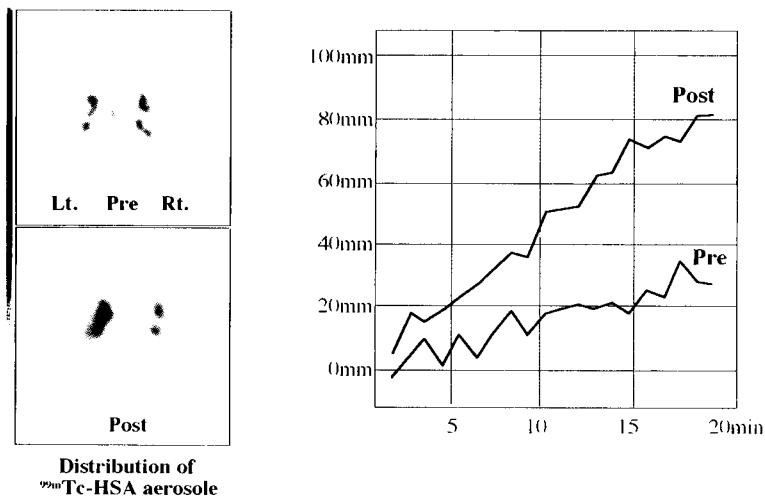 Lt. Pre Rt.
Post
Distribution of
99mTc-HSA aerosole
100mm
80mm
60mm
40mm
20mm
0mm
Post
Pre
5 10 15 20min